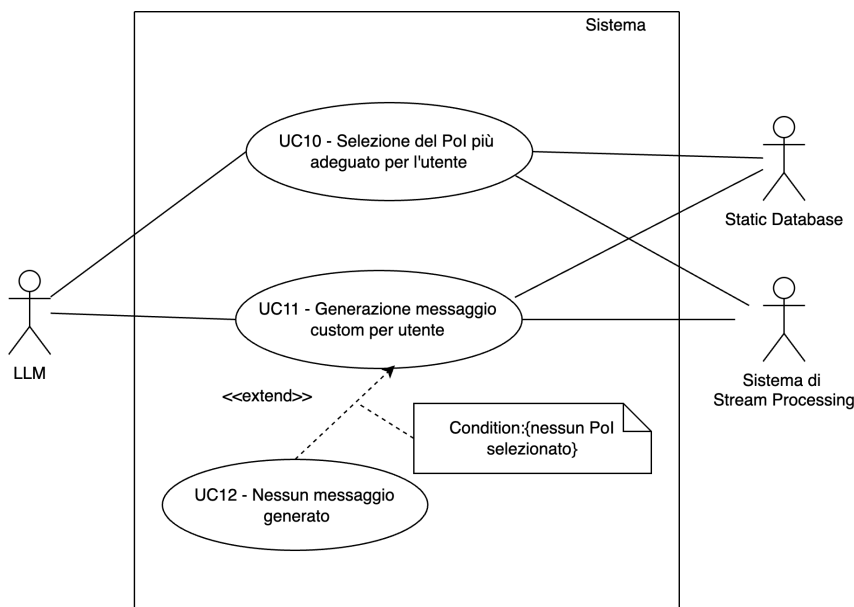 Sistema
UC10 - Selezione del PoI più
adeguato per l'utente
Static Database
UC11 - Generazione messaggio
custom per utente
LLM
Sistema di
Stream Processing
<<extend>>
Condition:{nessun PoI
selezionato}
UC12 - Nessun messaggio
generato